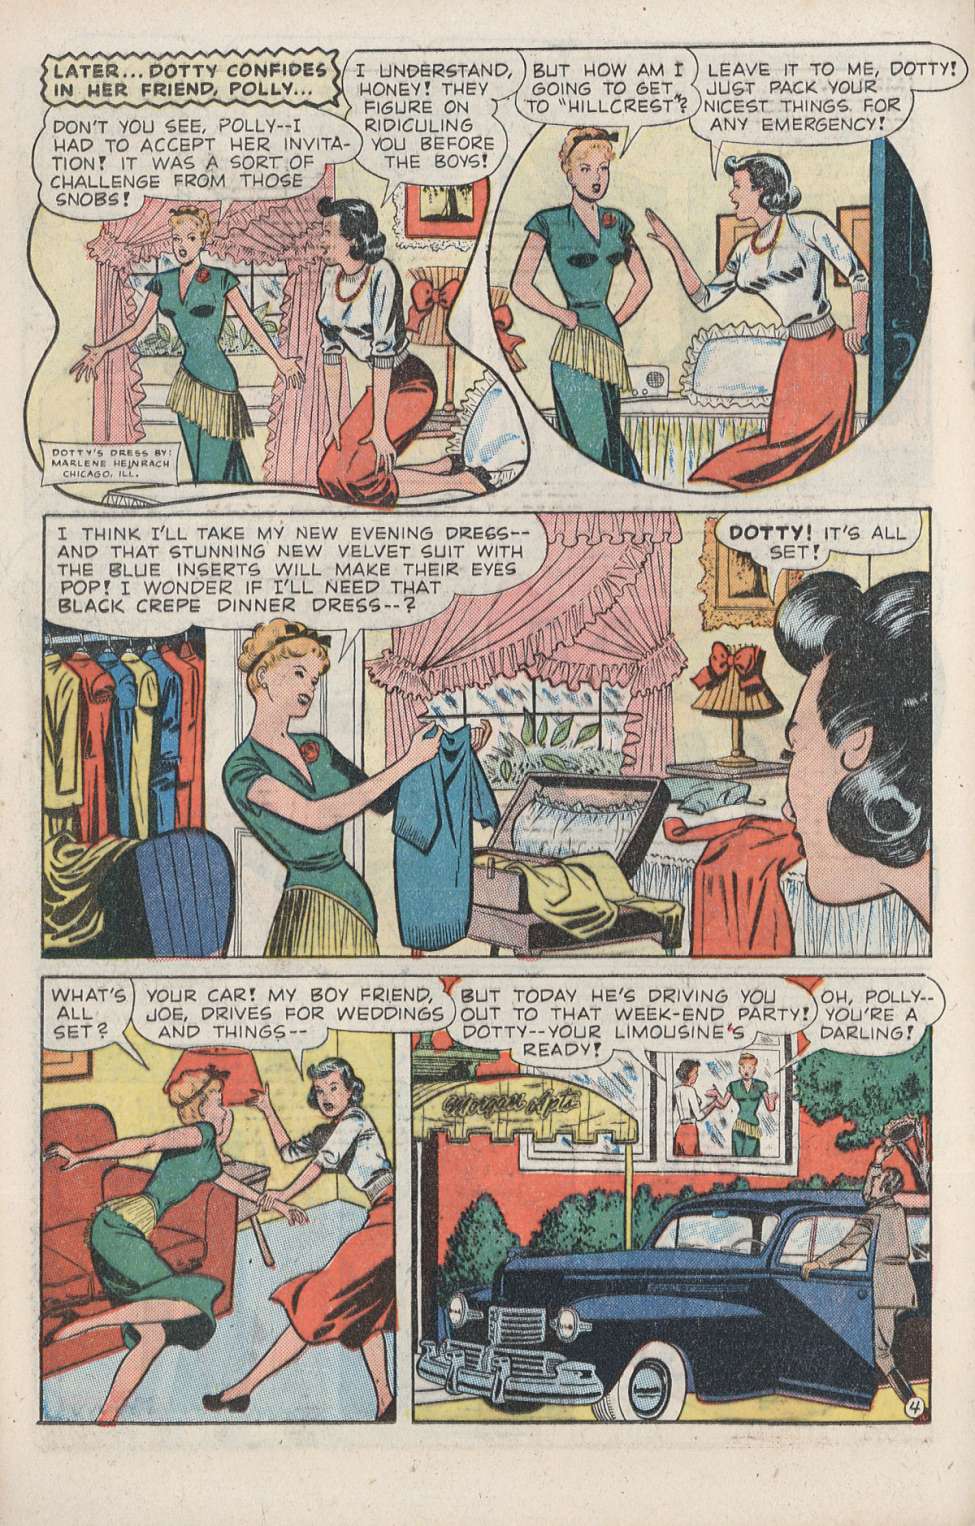 LATER... DOTTY CONFIDES
IN HER FRIEND, POLLY...
DON'T YOU SEE, POLLY--I
HAD TO ACCEPT HER INVITA-
TION! IT WAS A SORT OF
CHALLENGE FROM THOSE
SNOBS!
I UNDERSTAND,
HONEY! THEY
FIGURE ON
RIDICULING
YOU BEFORE
THE BOYS!
DOTTY'S DRESS BY:
MARLENE HEINRACH
CHICAGO, ILL.
BUT HOW AM I
GOING TO GET
TO "HILLCREST"?
LEAVE IT TO ME, DOTTY!
JUST PACK YOUR
NICEST THINGS FOR
ANY EMERGENCY!
I THINK I'LL TAKE MY NEW EVENING DRESS--
AND THAT STUNNING NEW VELVET SUIT WITH
THE BLUE INSERTS WILL MAKE THEIR EYES
POP! I WONDER IF I'LL NEED THAT
BLACK CREPE DINNER DRESS--?
DOTTY! IT'S ALL
SET!
WHAT'S
ALL
SET?
YOUR CAR! MY BOY FRIEND,
JOE, DRIVES FOR WEDDINGS
AND THINGS--
BUT TODAY HE'S DRIVING YOU
OUT TO THAT WEEK-END PARTY!
DOTTY--YOUR LIMOUSINE'S
READY!
OH, POLLY--
YOU'RE A
DARLING!
Apts
4